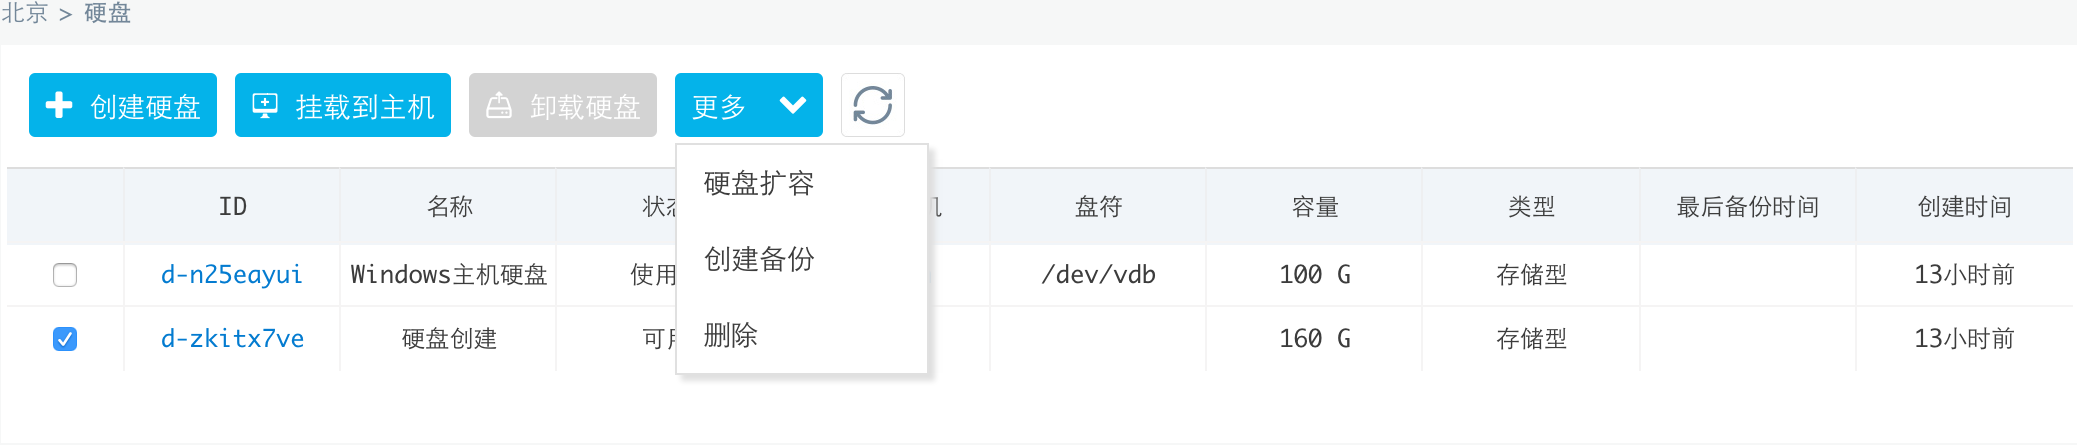 北京 > 硬盘
创建硬盘 挂载到主机 卸载硬盘 更多
硬盘扩容
创建备份
删除
ID 名称 盘符 容量 类型 最后备份时间 创建时间
d-n25eayui Windows主机硬盘 使用 /dev/vdb 100 G 存储型 13小时前
d-zkitx7ve 硬盘创建 可 160 G 存储型 13小时前